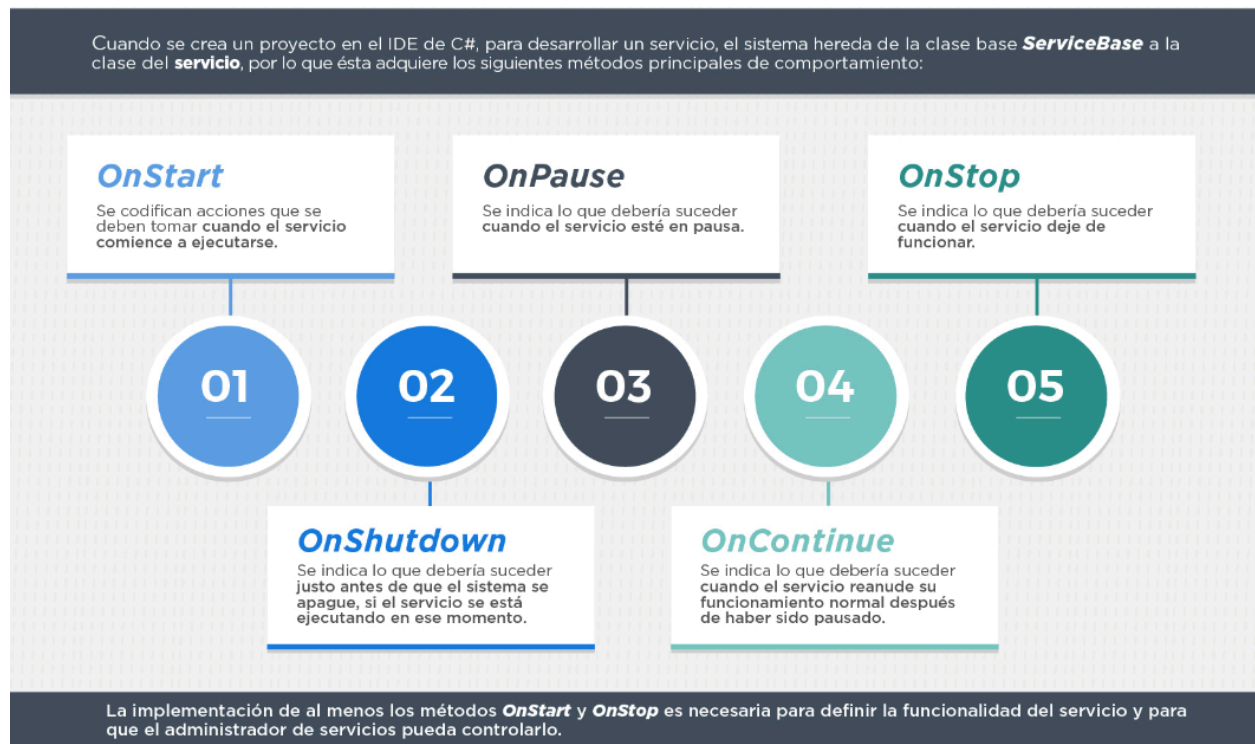 Cuando se crea un proyecto en el IDE de C#, para desarrollar un servicio, el sistema hereda de la clase base ServiceBase a la
clase del servicio, por lo que ésta adquiere los siguientes métodos principales de comportamiento:
OnStart
Se codifican acciones que se
deben tomar cuando el servicio
comience a ejecutarse.
OnPause
Se indica lo que debería suceder
cuando el servicio esté en pausa.
OnStop
Se indica lo que debería suceder
cuando el servicio deje de
funcionar.
01
02
03
04
05
OnShutdown
Se indica lo que debería suceder
justo antes de que el sistema se
apague, si el servicio se está
ejecutando en ese momento.
OnContinue
Se indica lo que debería suceder
cuando el servicio reanude su
funcionamiento normal después
de haber sido pausado.
La implementación de al menos los métodos OnStart y OnStop es necesaria para definir la funcionalidad del servicio y para
que el administrador de servicios pueda controlarlo.